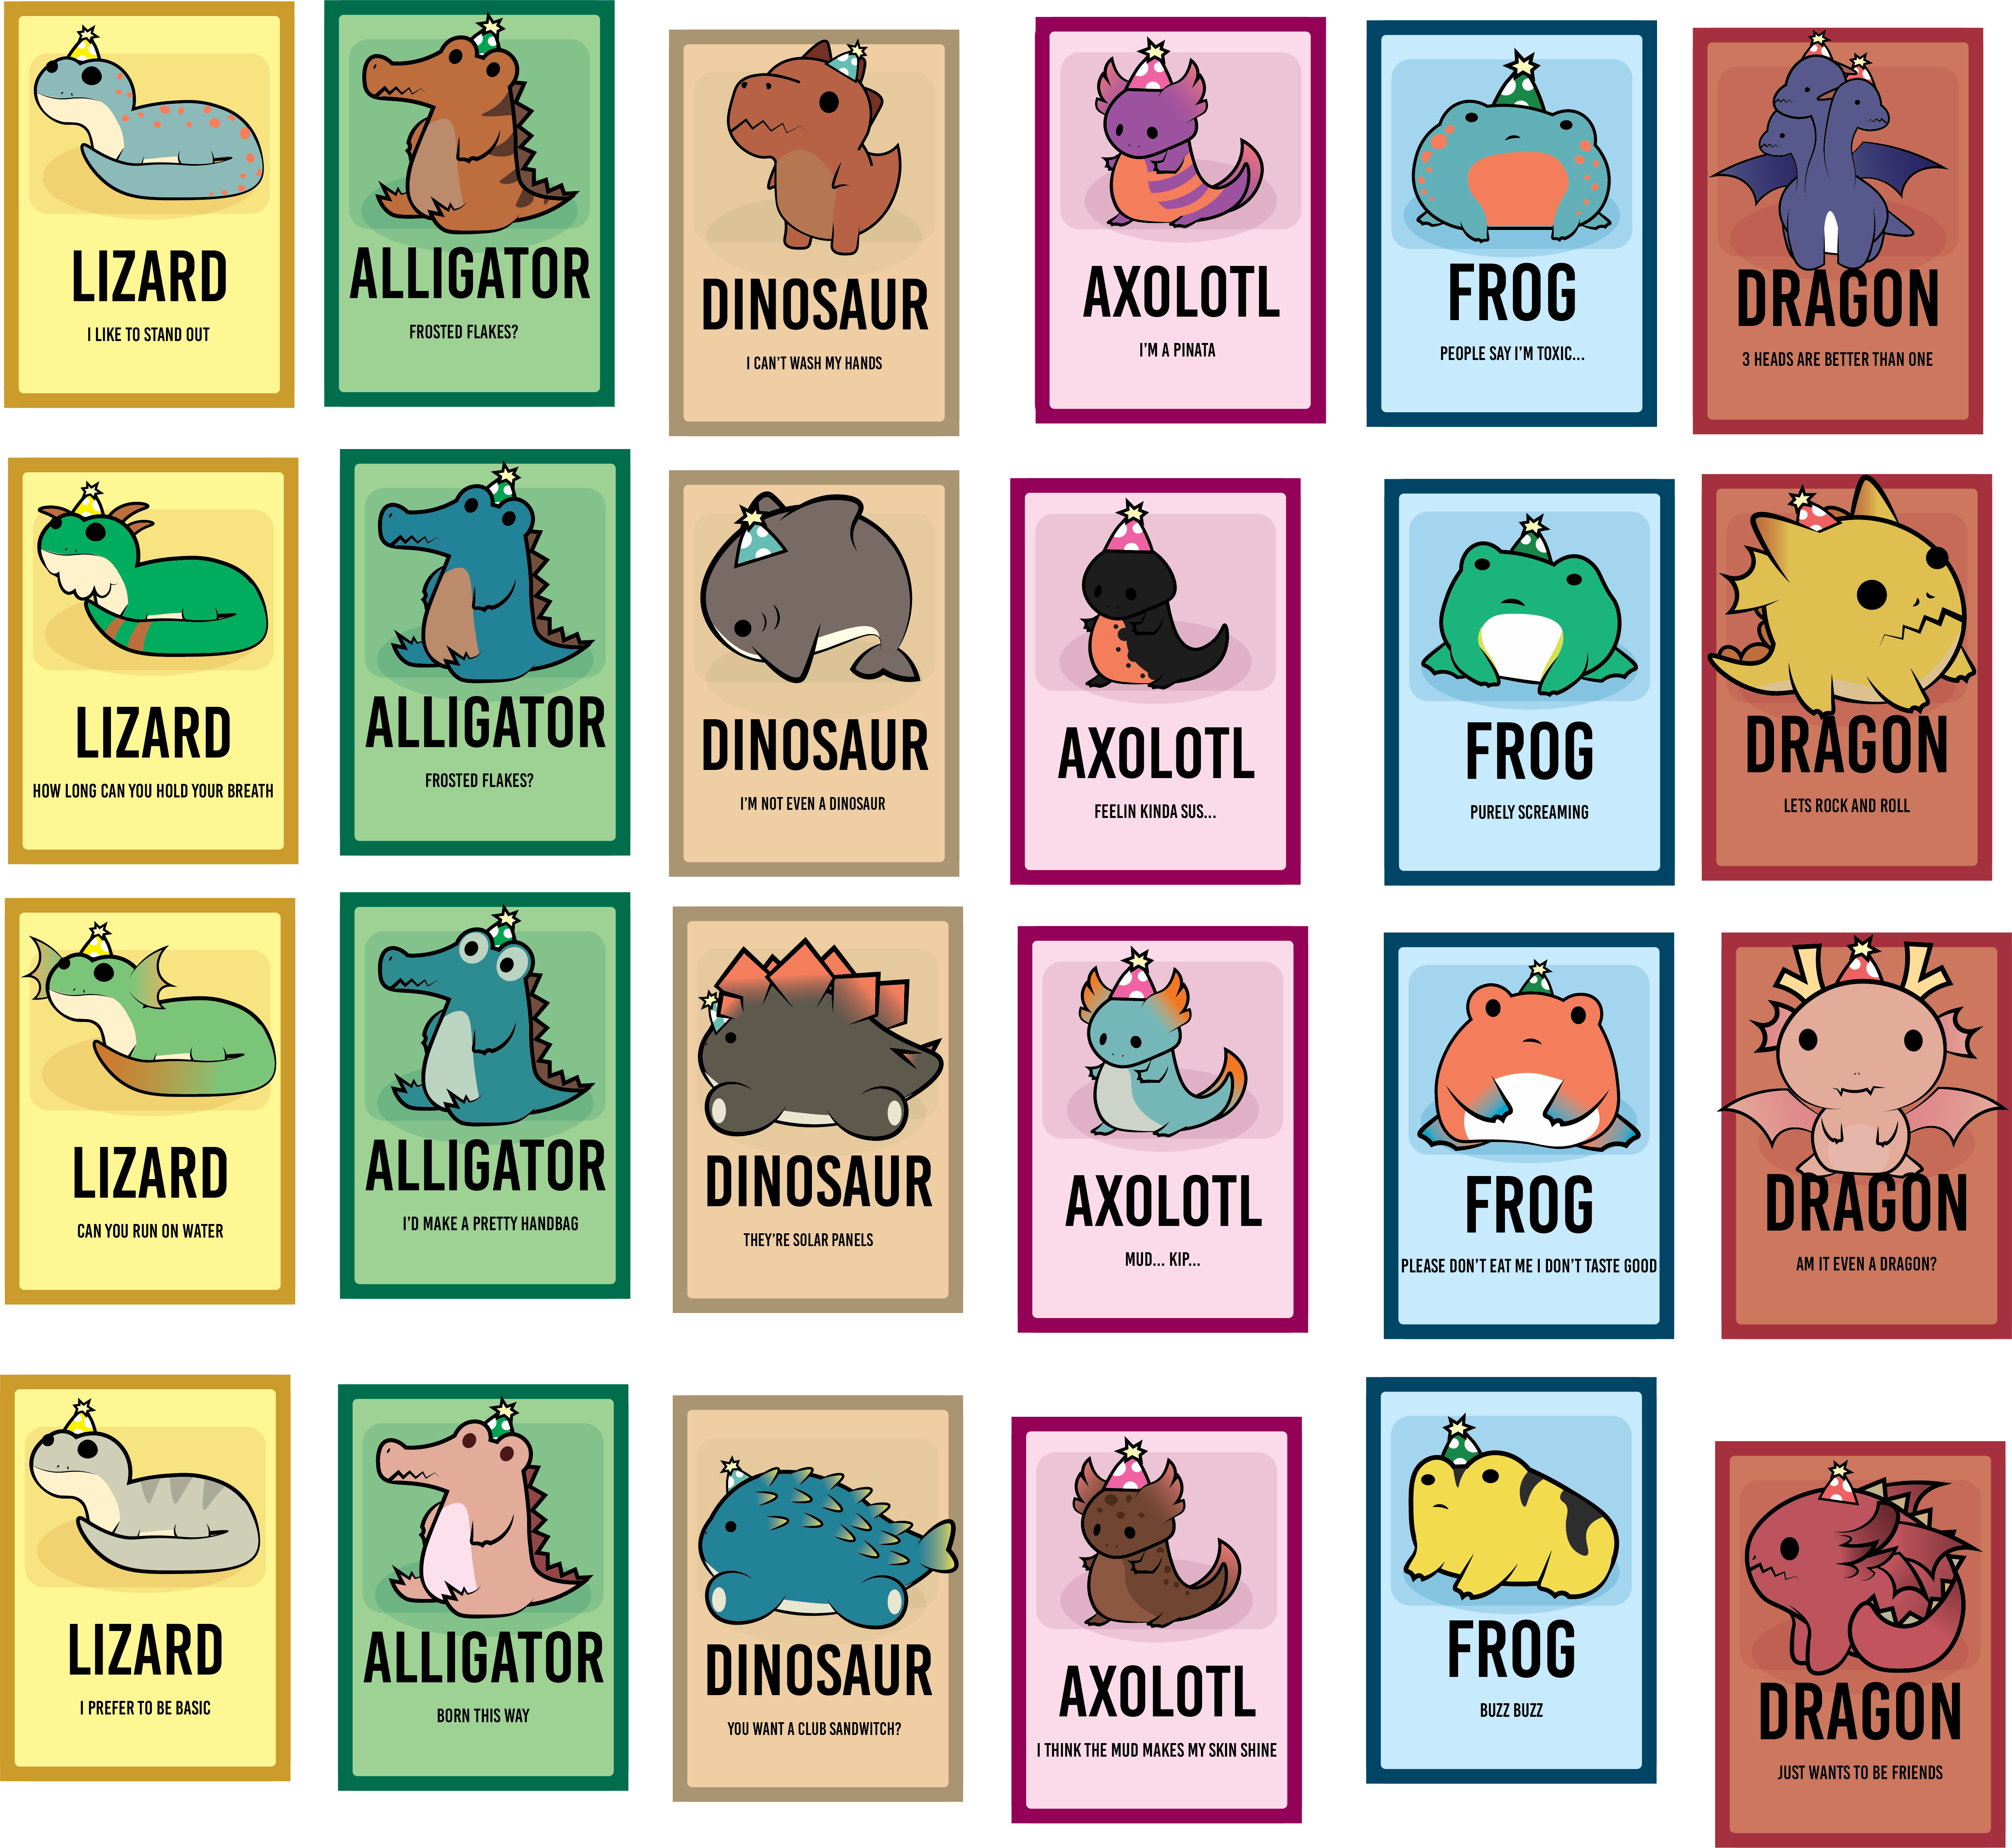 LIZARD
I LIKE TO STAND OUT
ALLIGATOR
FROSTED FLAKES?
DINOSAUR
I CAN'T WASH MY HANDS
AXOLOTL
I'M A PINATA
FROG
PEOPLE SAY I'M TOXIC...
DRAGON
3 HEADS ARE BETTER THAN ONE
LIZARD
HOW LONG CAN YOU HOLD YOUR BREATH
ALLIGATOR
FROSTED FLAKES?
DINOSAUR
I'M NOT EVEN A DINOSAUR
AXOLOTL
FEELIN KINDA SUS...
FROG
PURELY SCREAMING
DRAGON
LETS ROCK AND ROLL
LIZARD
CAN YOU RUN ON WATER
ALLIGATOR
I'D MAKE A PRETTY HANDBAG
DINOSAUR
THEY'RE SOLAR PANELS
AXOLOTL
MUD... KIP...
FROG
PLEASE DON'T EAT ME I DON'T TASTE GOOD
DRAGON
AM IT EVEN A DRAGON?
LIZARD
I PREFER TO BE BASIC
ALLIGATOR
BORN THIS WAY
DINOSAUR
YOU WANT A CLUB SANDWITCH?
AXOLOTL
I THINK THE MUD MAKES MY SKIN SHINE
FROG
BUZZ BUZZ
DRAGON
JUST WANTS TO BE FRIENDS